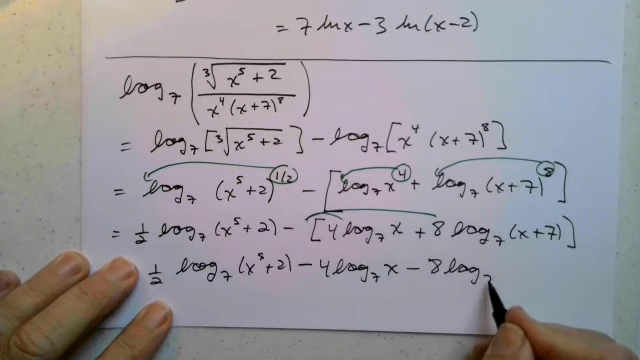 = 7 ln x - 3 ln(x-2)
log₇ (∛(x⁵+2) / (x⁴(x+7)⁸))
= log₇[∛(x⁵+2)] - log₇[x⁴ (x+7)⁸]
= log₇ (x⁵+2)^(1/2) - [log₇ x⁴ + log₇ (x+7)⁸]
= 1/2 log₇ (x⁵+2) - [4 log₇ x + 8 log₇ (x+7)]
1/2 log₇ (x⁵+2) - 4 log₇ x - 8 log₇